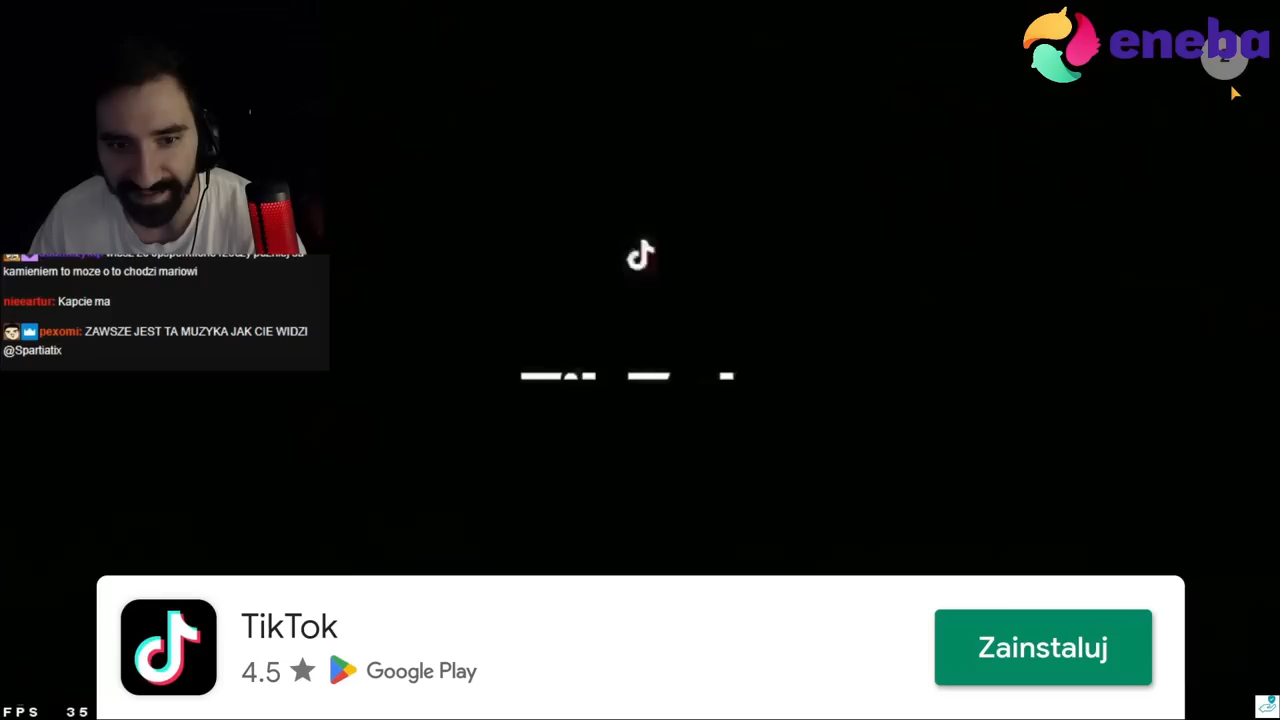 eneba
2
kamieniem to moze o to chodzi mariowi
nieeartur: Kapcie ma
pexomi: ZAWSZE JEST TA MUZYKA JAK CIE WIDZI
@Spartiatix
TikTok
4.5 Google Play
Zainstaluj
FPS 35